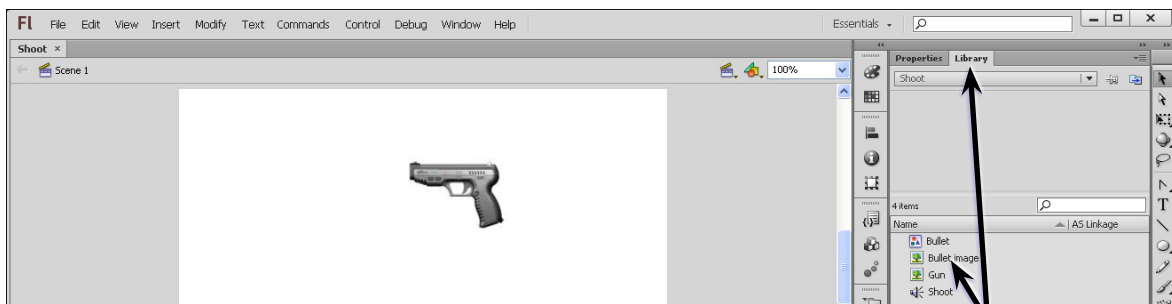 Fl File Edit View Insert Modify Text Commands Control Debug Window Help Essentials
Shoot ×
Scene 1 100%
Properties Library
Shoot
4 items
Name AS Linkage
Bullet
Bullet image
Gun
Shoot
T